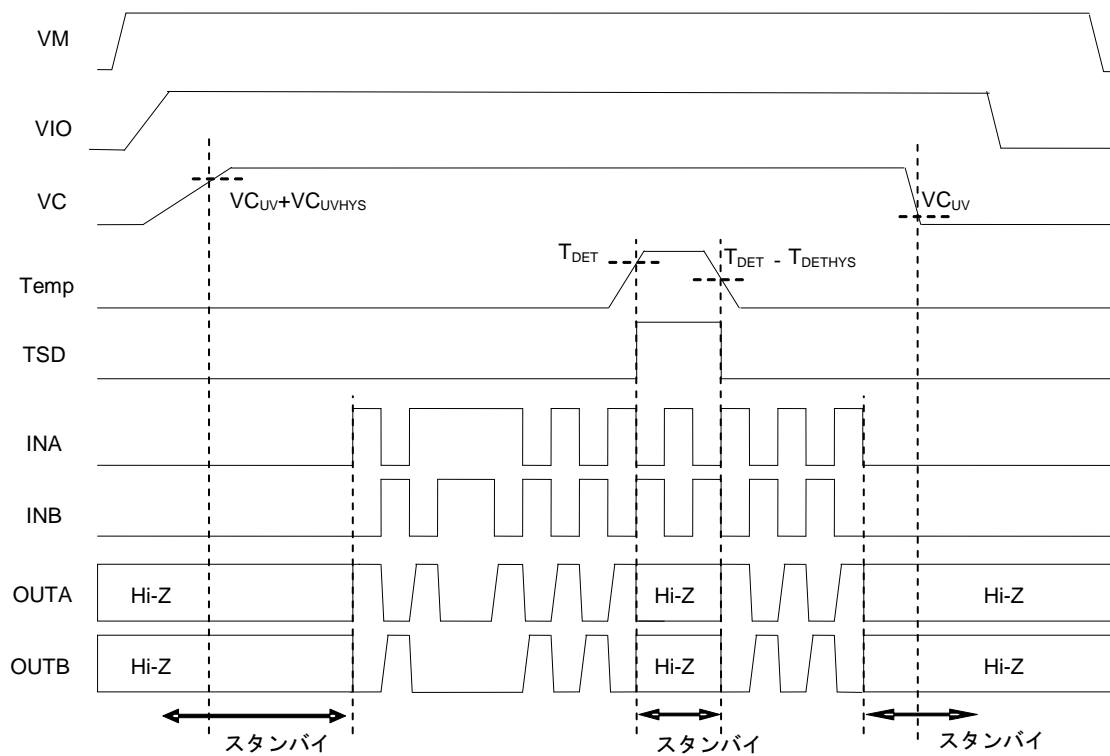 VM
VIO
VC
VCUV+VCUVHYS
VCUV
TDET
TDET - TDETHYS
Temp
TSD
INA
INB
OUTA
Hi-Z
Hi-Z
Hi-Z
OUTB
Hi-Z
Hi-Z
Hi-Z
スタンバイ
スタンバイ
スタンバイ